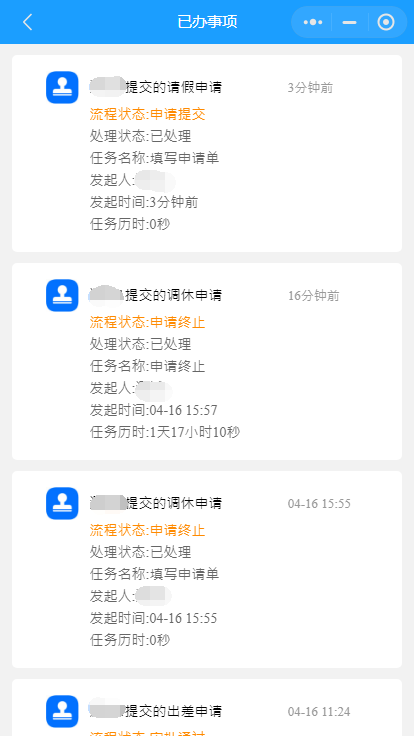 已办事项
提交的请假申请
3分钟前
流程状态:申请提交
处理状态:已处理
任务名称:填写申请单
发起人:
发起时间:3分钟前
任务历时:0秒
提交的调休申请
16分钟前
流程状态:申请终止
处理状态:已处理
任务名称:申请终止
发起人:
发起时间:04-16 15:57
任务历时:1天17小时10秒
提交的调休申请
04-16 15:55
流程状态:申请终止
处理状态:已处理
任务名称:填写申请单
发起人:
发起时间:04-16 15:55
任务历时:0秒
提交的出差申请
04-16 11:24
流程状态:审批通过